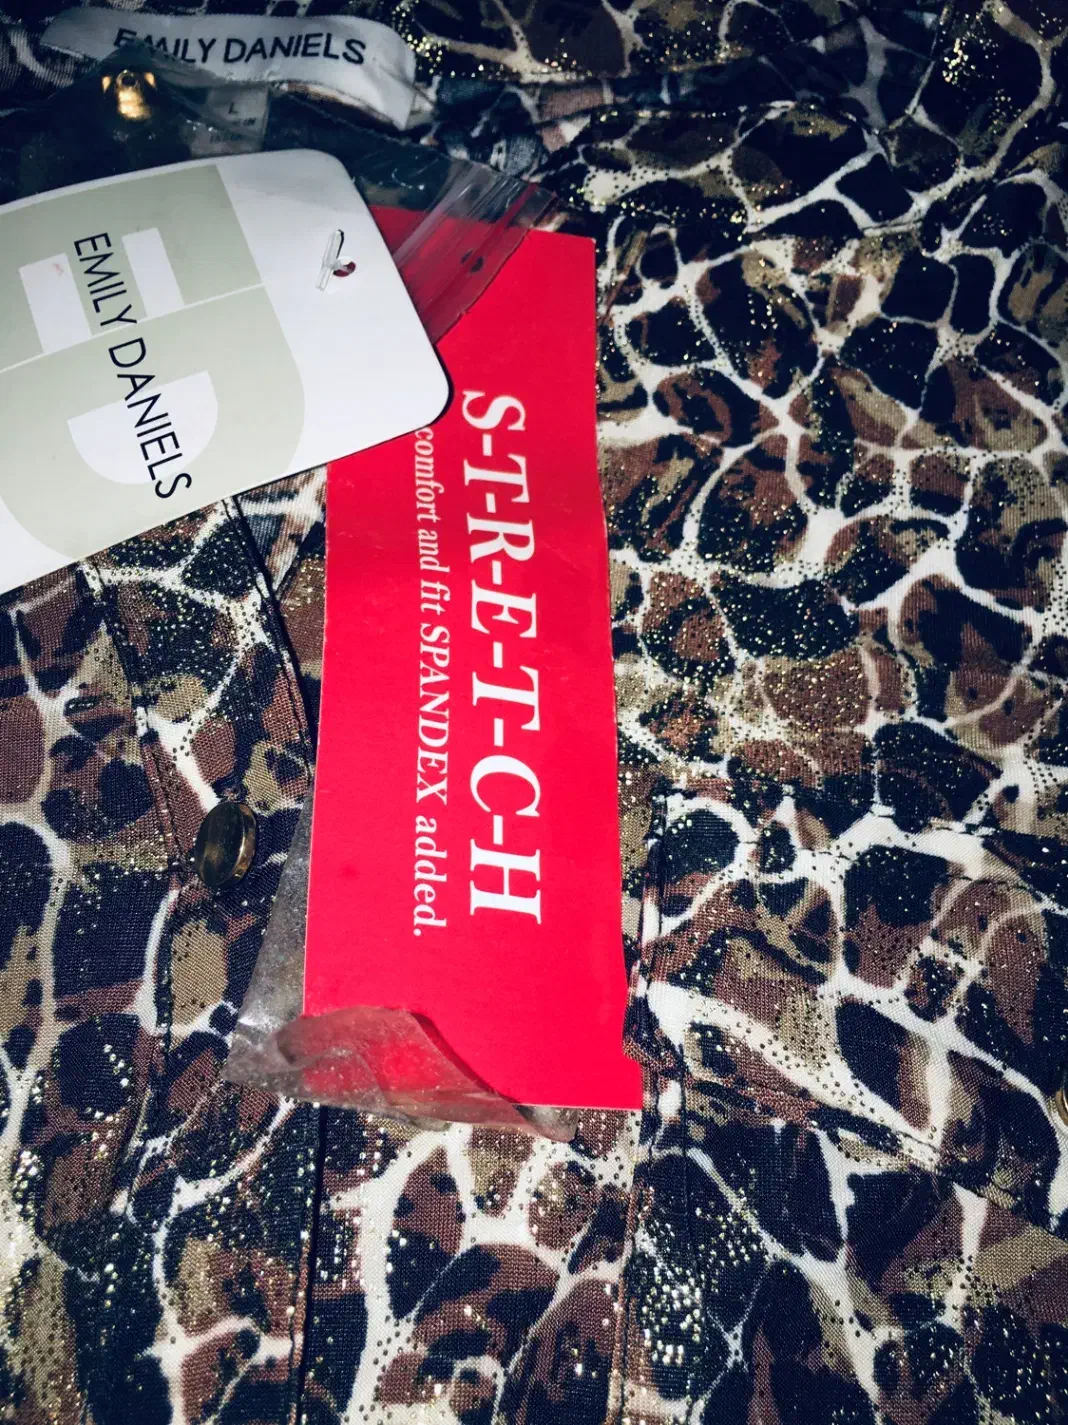 EMILY DANIELS
L
EMILY DANIELS
S-T-R-E-T-C-H
comfort and fit SPANDEX added.